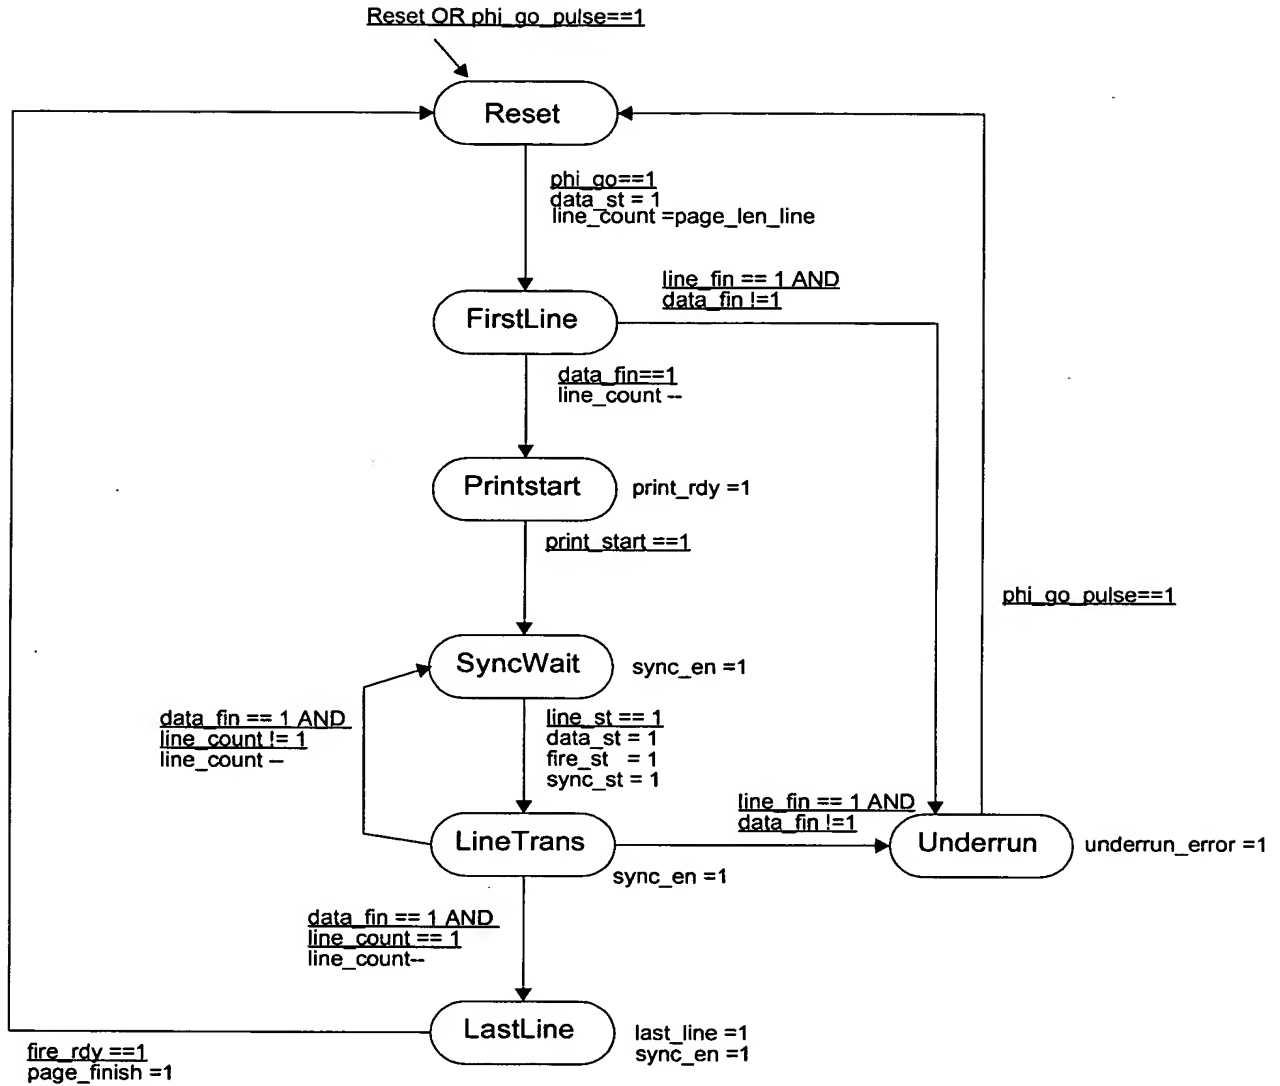 Reset OR phi_go_pulse==1
Reset
phi_go==1
data_st = 1
line_count =page_len_line
line_fin == 1 AND
data_fin !=1
FirstLine
data_fin==1
line_count --
Printstart
print_rdy =1
print_start ==1
phi_go_pulse==1
SyncWait
sync_en =1
data_fin == 1 AND
line_count != 1
line_count --
line_st == 1
data_st = 1
fire_st = 1
sync_st = 1
line_fin == 1 AND
data_fin !=1
LineTrans
sync_en =1
Underrun
underrun_error =1
data_fin == 1 AND
line_count == 1
line_count--
LastLine
last_line =1
sync_en =1
fire_rdy ==1
page_finish =1